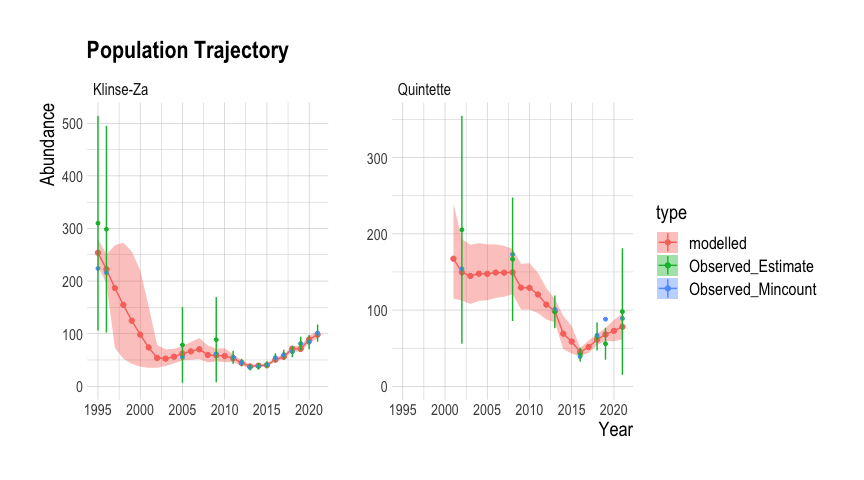 Population Trajectory
Klinse-Za
Quintette
Abundance
500
400
300
200
100
0
300
200
100
0
1995 2000 2005 2010 2015 2020
1995 2000 2005 2010 2015 2020
Year
type
modelled
Observed_Estimate
Observed_Mincount